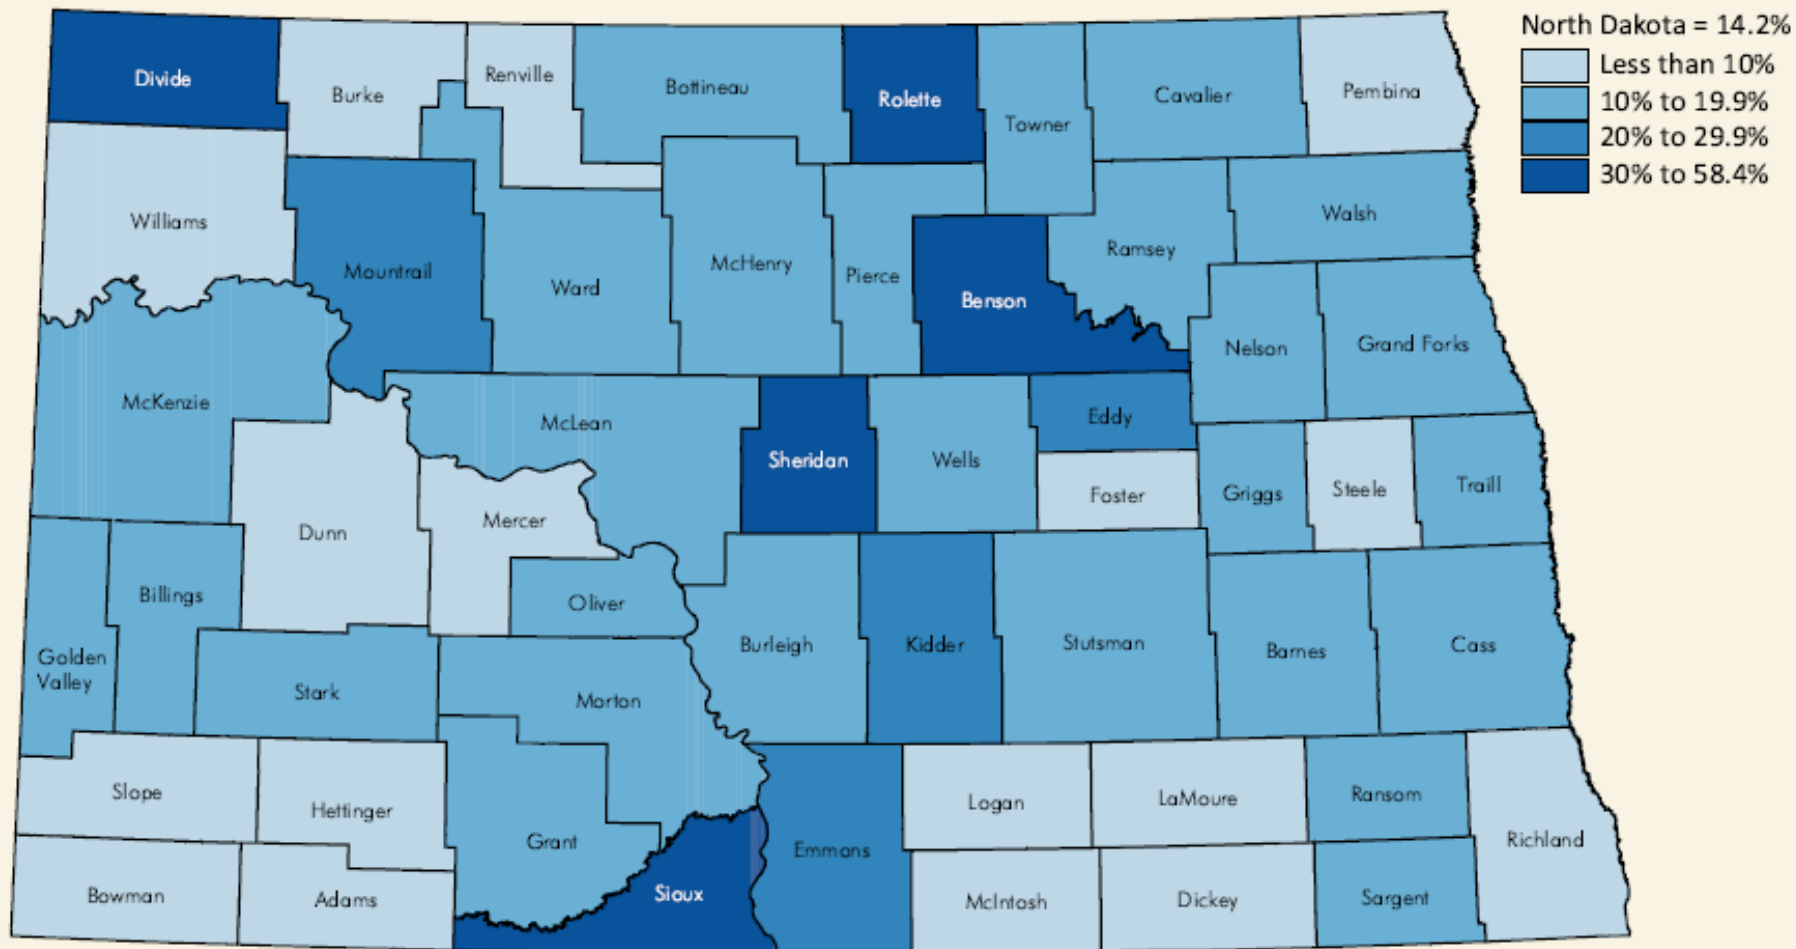 North Dakota = 14.2%
Less than 10%
10% to 19.9%
20% to 29.9%
30% to 58.4%
Divide
Burke
Renville
Bottineau
Rolette
Towner
Cavalier
Pembina
Williams
Mountrail
Ward
McHenry
Pierce
Benson
Ramsey
Walsh
Nelson
Grand Forks
McKenzie
McLean
Sheridan
Wells
Eddy
Foster
Griggs
Steele
Traill
Dunn
Mercer
Oliver
Billings
Golden
Valley
Stark
Morton
Burleigh
Kidder
Stutsman
Barnes
Cass
Slope
Hettinger
Grant
Sioux
Emmons
Logan
LaMoure
Ransom
Richland
Bowman
Adams
McIntosh
Dickey
Sargent